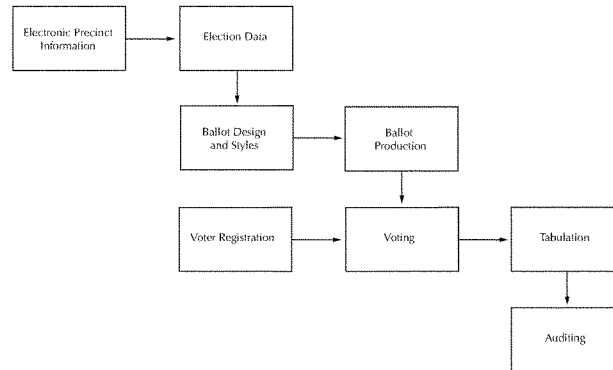 Electronic Precinct
Information
Election Data
Ballot Design
and Styles
Ballot
Production
Voter Registration
Voting
Tabulation
Auditing